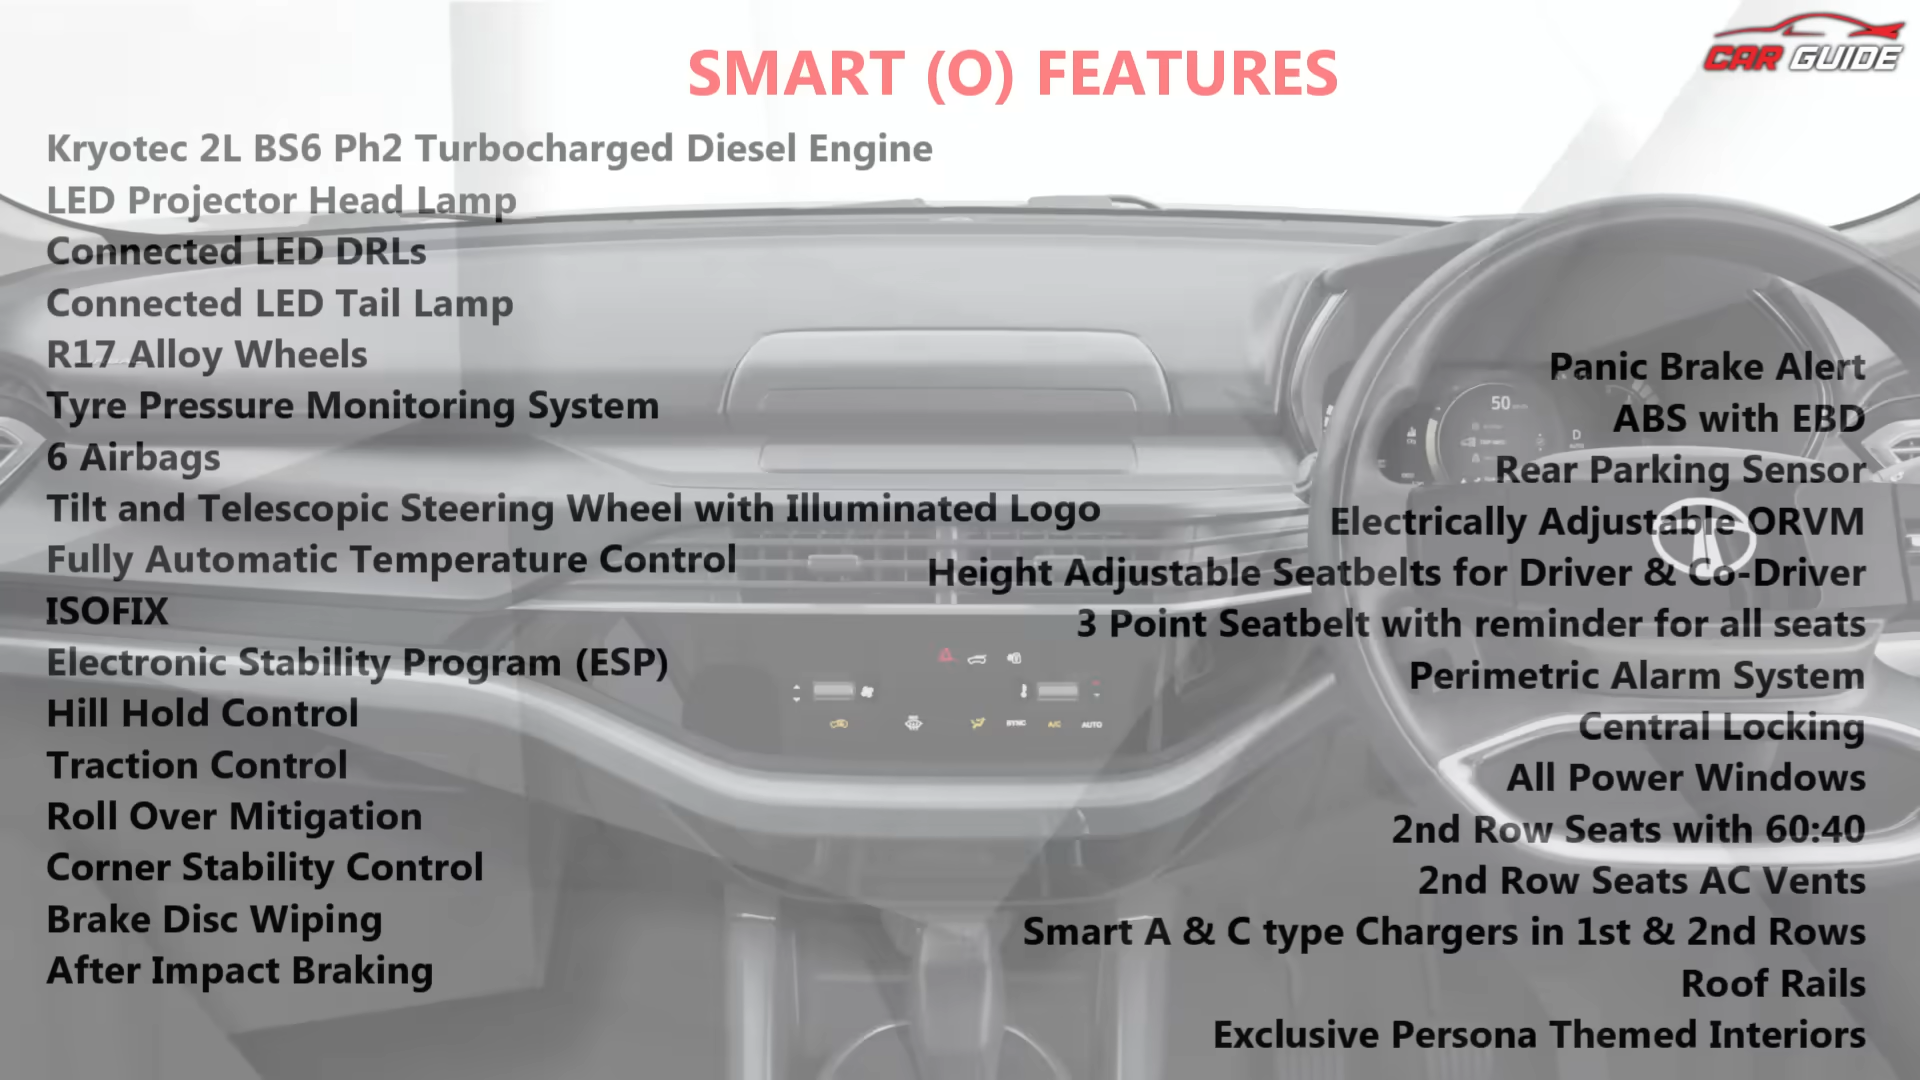 SMART (O) FEATURES
CAR GUIDE
Kryotec 2L BS6 Ph2 Turbocharged Diesel Engine
LED Projector Head Lamp
Connected LED DRLs
Connected LED Tail Lamp
R17 Alloy Wheels
Tyre Pressure Monitoring System
6 Airbags
Tilt and Telescopic Steering Wheel with Illuminated Logo
Fully Automatic Temperature Control
ISOFIX
Electronic Stability Program (ESP)
Hill Hold Control
Traction Control
Roll Over Mitigation
Corner Stability Control
Brake Disc Wiping
After Impact Braking
Panic Brake Alert
ABS with EBD
Rear Parking Sensor
Electrically Adjustable ORVM
Height Adjustable Seatbelts for Driver & Co-Driver
3 Point Seatbelt with reminder for all seats
Perimetric Alarm System
Central Locking
All Power Windows
2nd Row Seats with 60:40
2nd Row Seats AC Vents
Smart A & C type Chargers in 1st & 2nd Rows
Roof Rails
Exclusive Persona Themed Interiors
50
D
AUTO
SYNC A/C AUTO